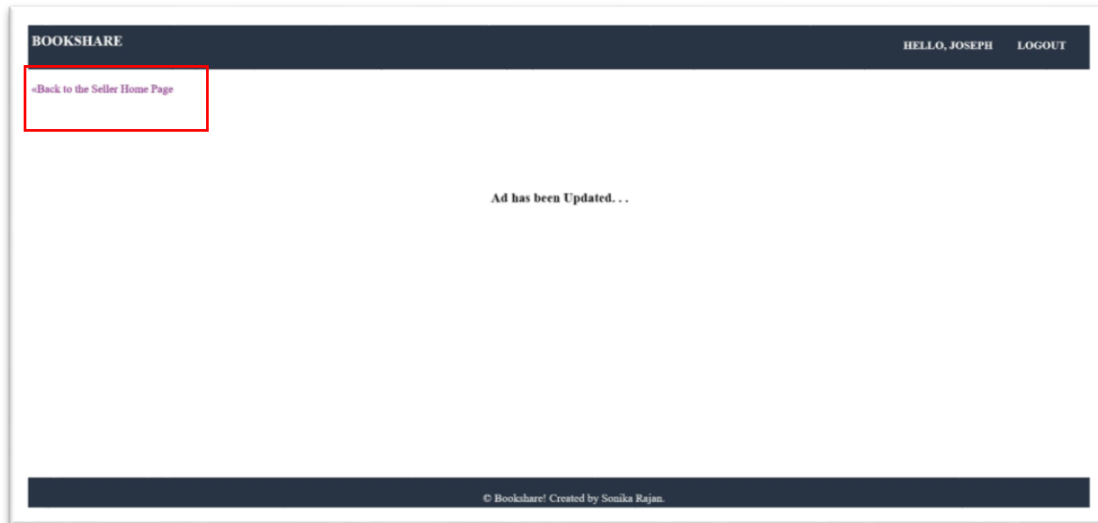 BOOKSHARE
HELLO, JOSEPH LOGOUT
«Back to the Seller Home Page
Ad has been Updated. . .
© Bookshare! Created by Sonika Rajan.